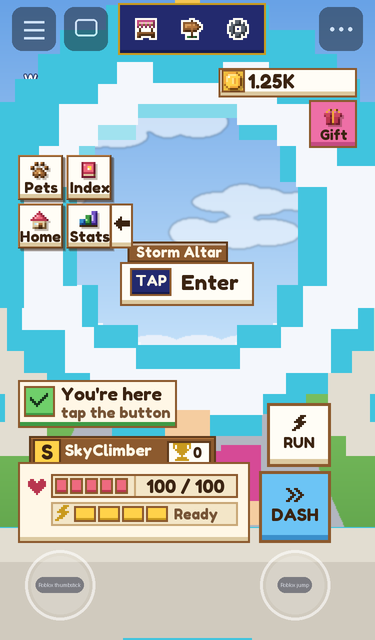 W
1.25K
Gift
Pets
Index
Home
Stats
Storm Altar
TAP Enter
You're here
tap the button
S SkyClimber 0
RUN
100 / 100
Ready
DASH
Roblox thumbstick
Roblox jump